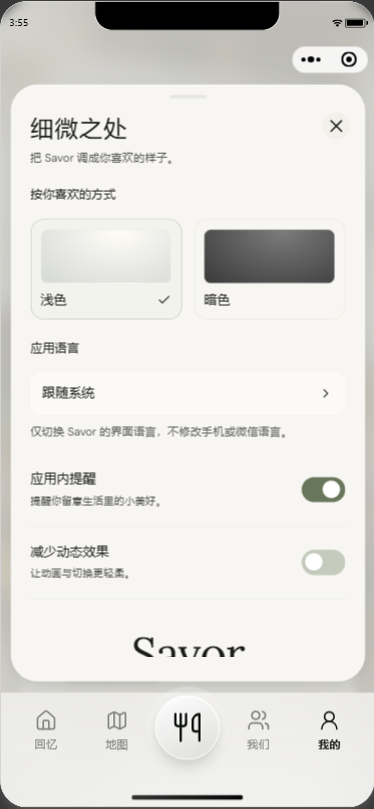 3:55
细微之处
把 Savor 调成你喜欢的样子。
按你喜欢的方式
浅色
暗色
应用语言
跟随系统
仅切换 Savor 的界面语言，不修改手机或微信语言。
应用内提醒
提醒你留意生活里的小美好。
减少动态效果
让动画与切换更轻柔。
Savor
回忆
地图
我们
我的